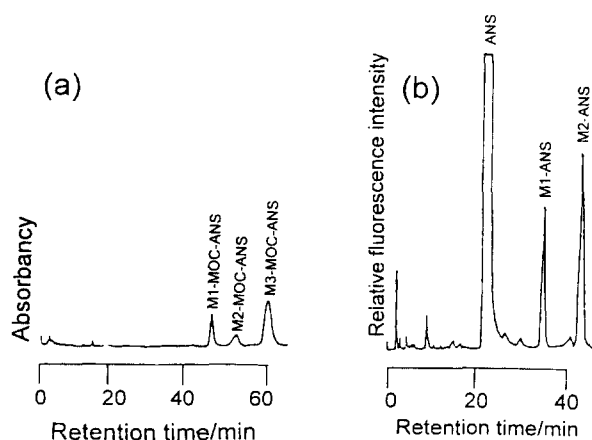 (a)
Absorbancy
M1-MOC-ANS
M2-MOC-ANS
M3-MOC-ANS
0 20 40 60
Retention time/min
(b)
Relative fluorescence intensity
ANS
M1-ANS
M2-ANS
0 20 40
Retention time/min